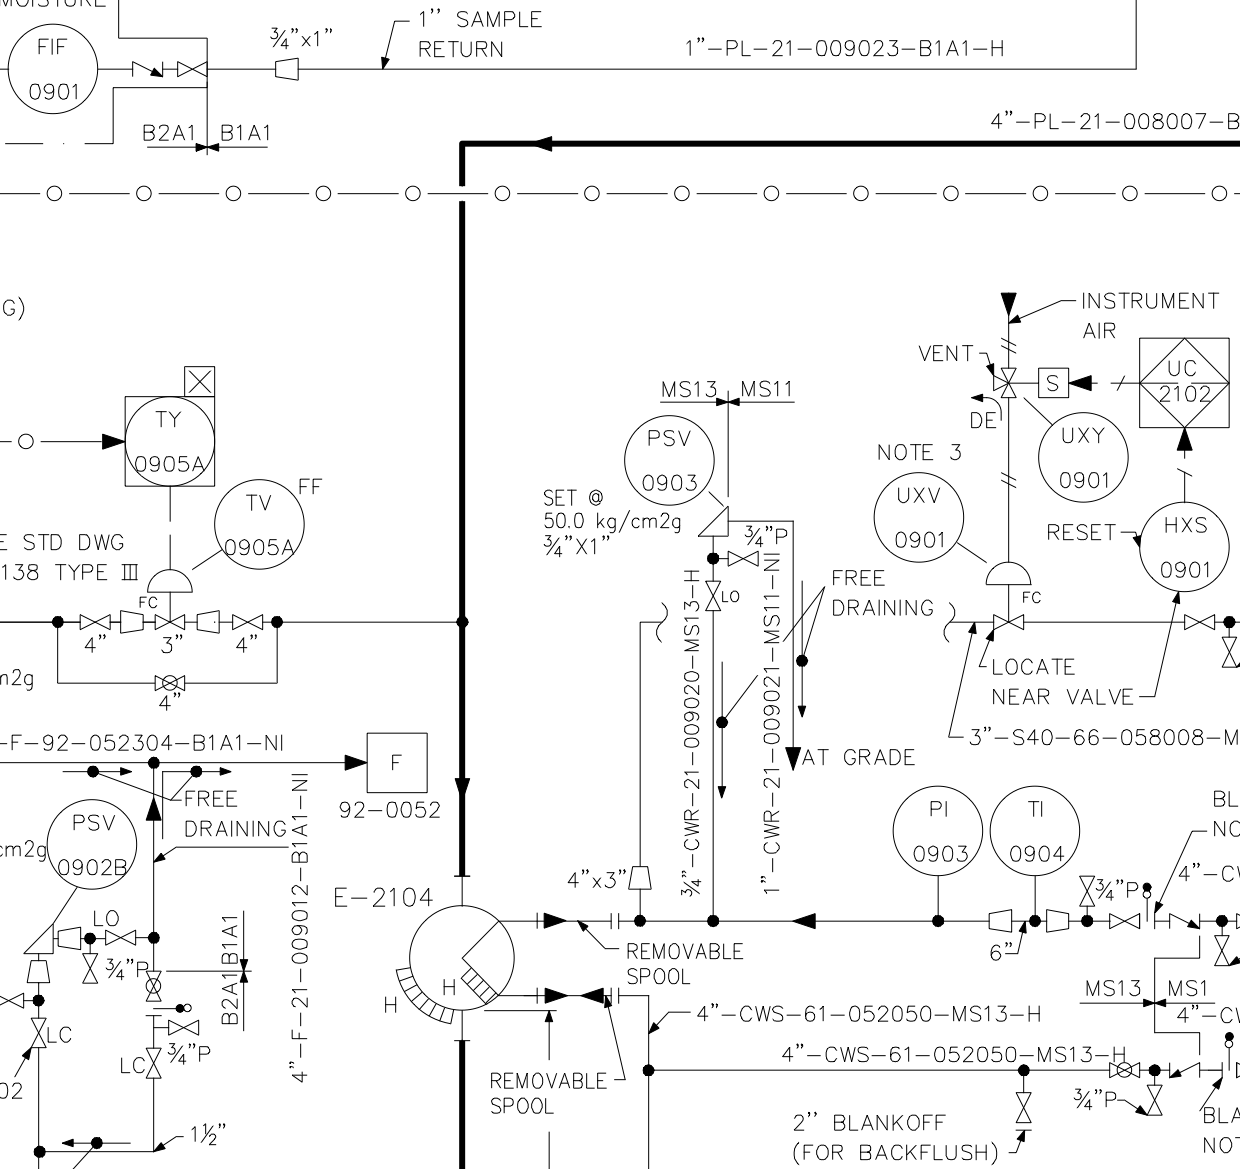 MOISTURE
FIF
0901
¾"x1"
1" SAMPLE
RETURN
1"-PL-21-009023-B1A1-H
B2A1
B1A1
4"-PL-21-008007-B
G)
INSTRUMENT
AIR
VENT
S
UC
2102
DE
UXY
0901
MS13
MS11
PSV
0903
NOTE 3
UXV
0901
TY
0905A
FF
TV
0905A
SET @
50.0 kg/cm2g
¾"X1"
¾"P
RESET
HXS
0901
E STD DWG
138 TYPE III
FC
4"
3"
4"
4"
LO
FREE
DRAINING
FC
LOCATE
NEAR VALVE
3"-S40-66-058008-M
m2g
¾"-CWR-21-009020-MS13-H
1"-CWR-21-009021-MS11-NI
AT GRADE
-F-92-052304-B1A1-NI
F
92-0052
FREE
DRAINING
PSV
0902B
cm2g
4"-F-21-009012-B1A1-NI
PI
0903
TI
0904
BL
NO
4"-CW
¾"P
E-2104
4"x3"
LO
B2A1
B1A1
¾"P
6"
REMOVABLE
SPOOL
H
H
MS13
MS1
4"-CW
4"-CWS-61-052050-MS13-H
LC
¾"P
LC
4"-CWS-61-052050-MS13-H
REMOVABLE
SPOOL
02
¾"P
2" BLANKOFF
(FOR BACKFLUSH)
BLA
NOT
1½"